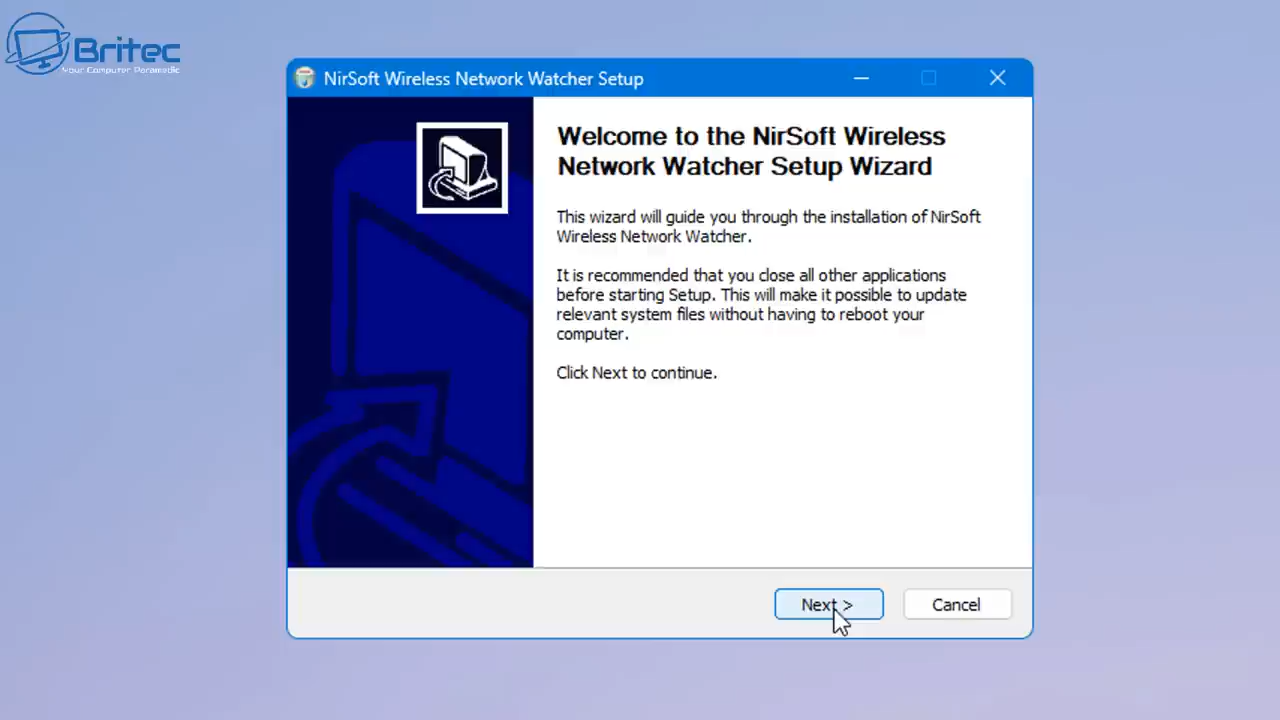 Britec
Your Computer Paramedic
NirSoft Wireless Network Watcher Setup
Welcome to the NirSoft Wireless
Network Watcher Setup Wizard
This wizard will guide you through the installation of NirSoft
Wireless Network Watcher.
It is recommended that you close all other applications
before starting Setup. This will make it possible to update
relevant system files without having to reboot your
computer.
Click Next to continue.
Next >
Cancel